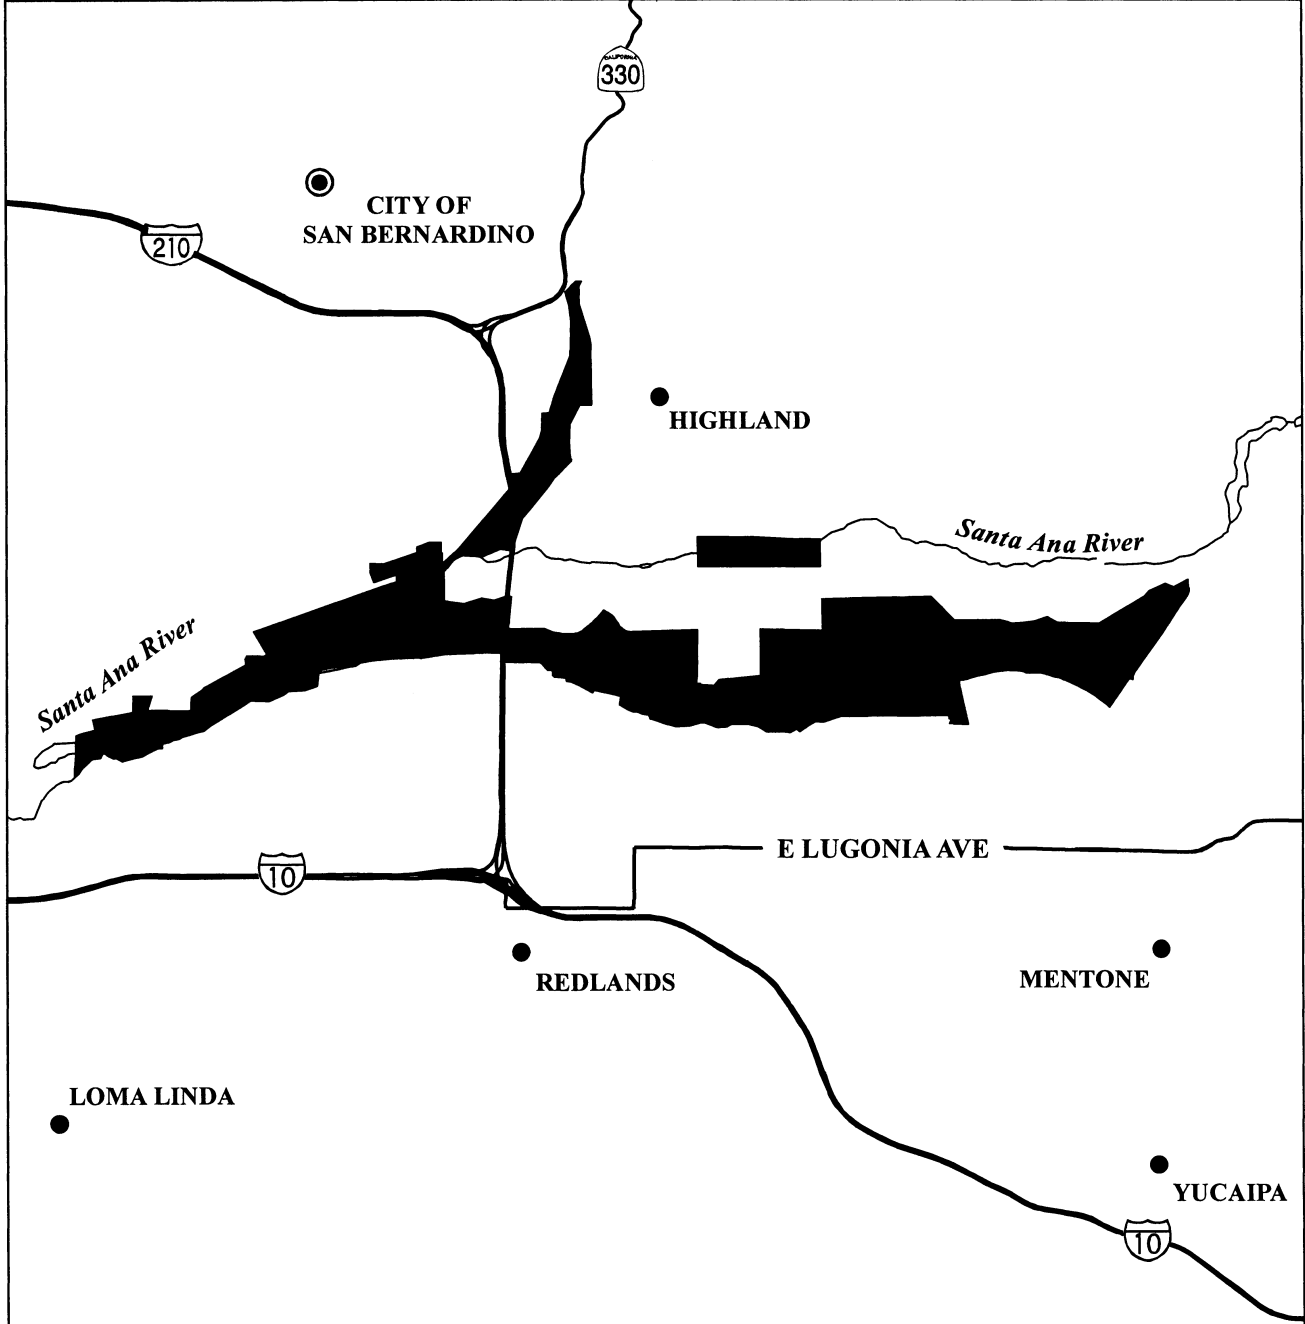 CALIFORNIA
330
CITY OF
SAN BERNARDINO
210
HIGHLAND
Santa Ana River
Santa Ana River
E LUGONIA AVE
10
REDLANDS
MENTONE
LOMA LINDA
YUCAIPA
10